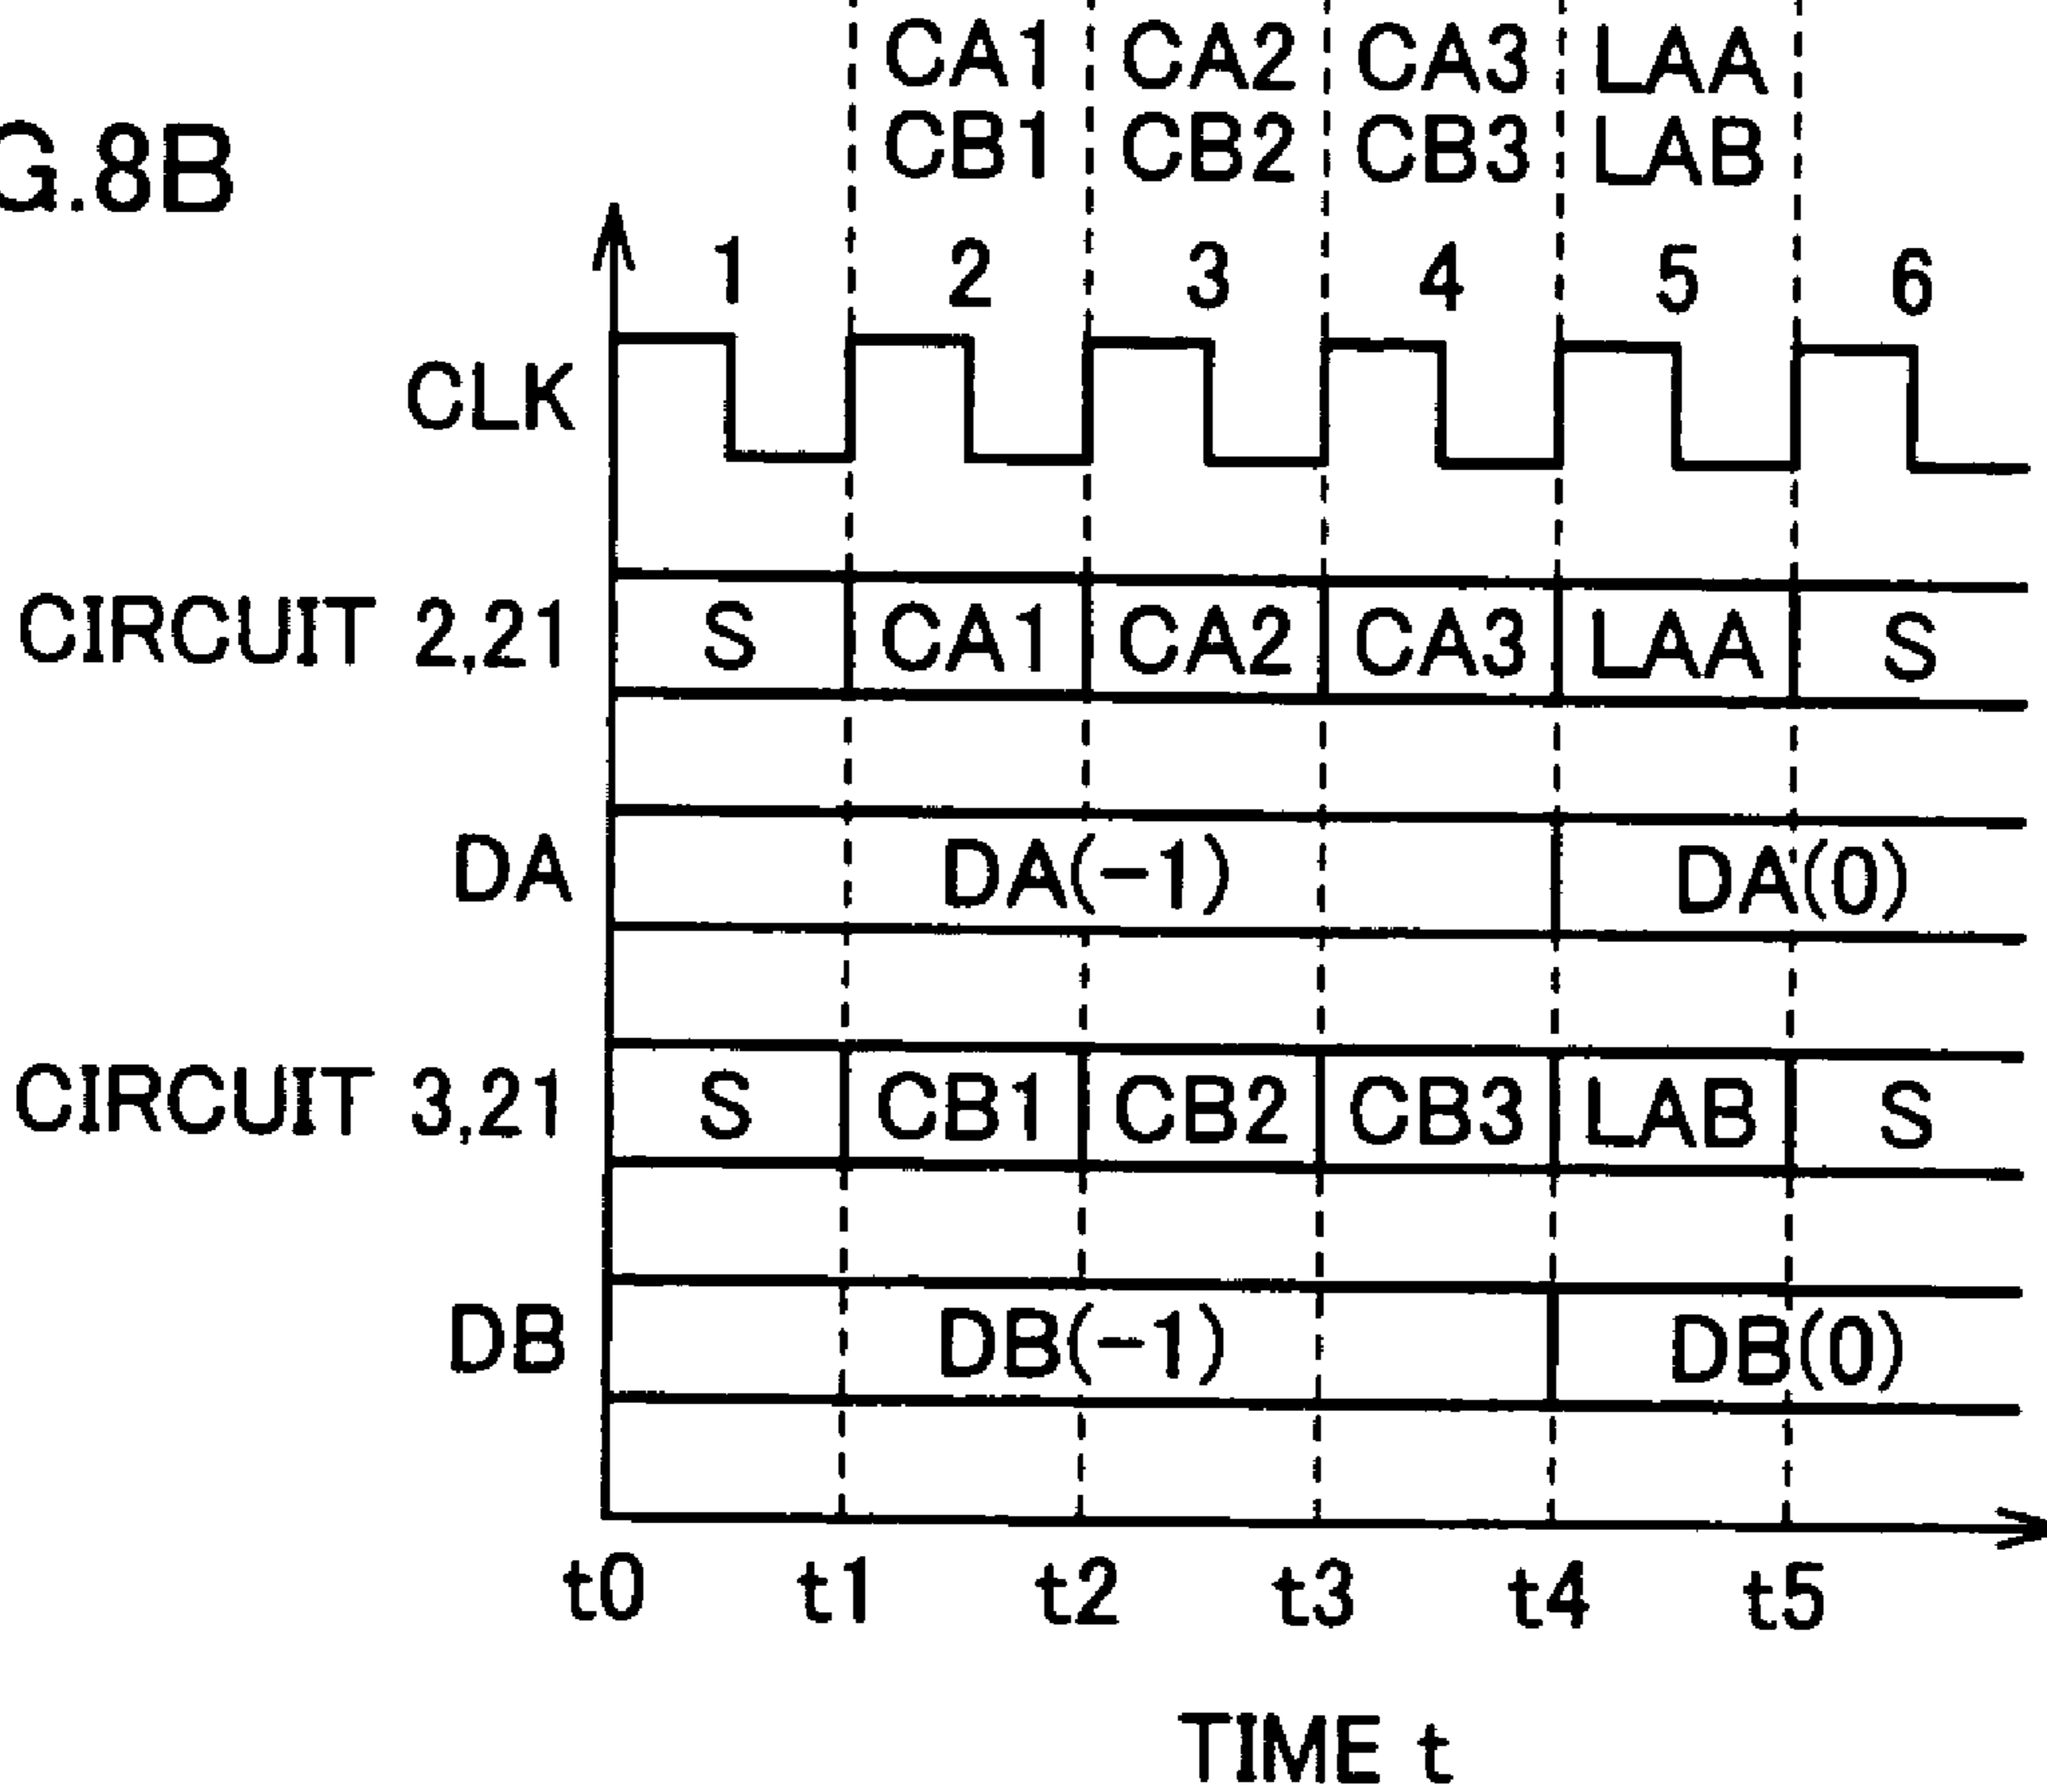 CA1 CA2 CA3 LAA
CB1 CB2 CB3 LAB
G.8B
1 2 3 4 5 6
CLK
CIRCUIT 2,21 S CA1 CA2 CA3 LAA S
DA DA(-1) DA(0)
CIRCUIT 3,21 S CB1 CB2 CB3 LAB S
DB DB(-1) DB(0)
t0 t1 t2 t3 t4 t5
TIME t